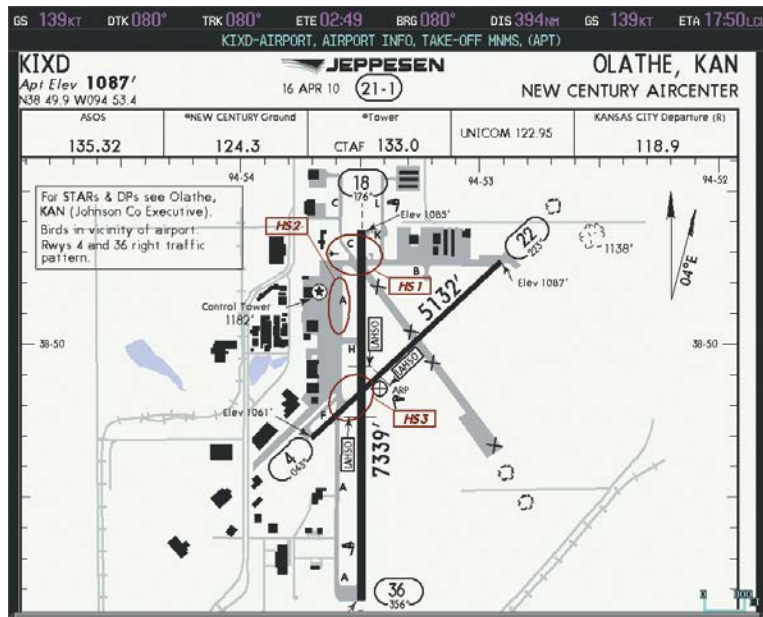 GS 139KT DTK 080° TRK 080° ETE 02:49 BRG 080° DIS 394NM GS 139KT ETA 17:50LCL
KIXD-AIRPORT, AIRPORT INFO, TAKE-OFF MNMS, (APT)
KIXD JEPPESEN OLATHE, KAN
Apt Elev 1087' 16 APR 10 21-1 NEW CENTURY AIRCENTER
N38 49.9 W094 53.4
ASOS NEW CENTURY Ground Tower UNICOM 122.95 KANSAS CITY Departure (R)
135.32 124.3 CTAF 133.0 118.9
94-54 94-53 94-52
18
176°
For STARs & DPs see Olathe,
KAN (Johnson Co Executive).
Birds in vicinity of airport.
Rwys 4 and 36 right traffic
pattern.
C L
Elev 1085'
HS2
K
C
22
223°
1138'
04°E
B
HS1
Elev 1087'
5132'
A
Control Tower
1182'
LAHSO
38-50 38-50
H
LAHSO
ARP
Elev 1061'
F
HS3
4
043°
LAHSO
7339'
A
A
36
356°